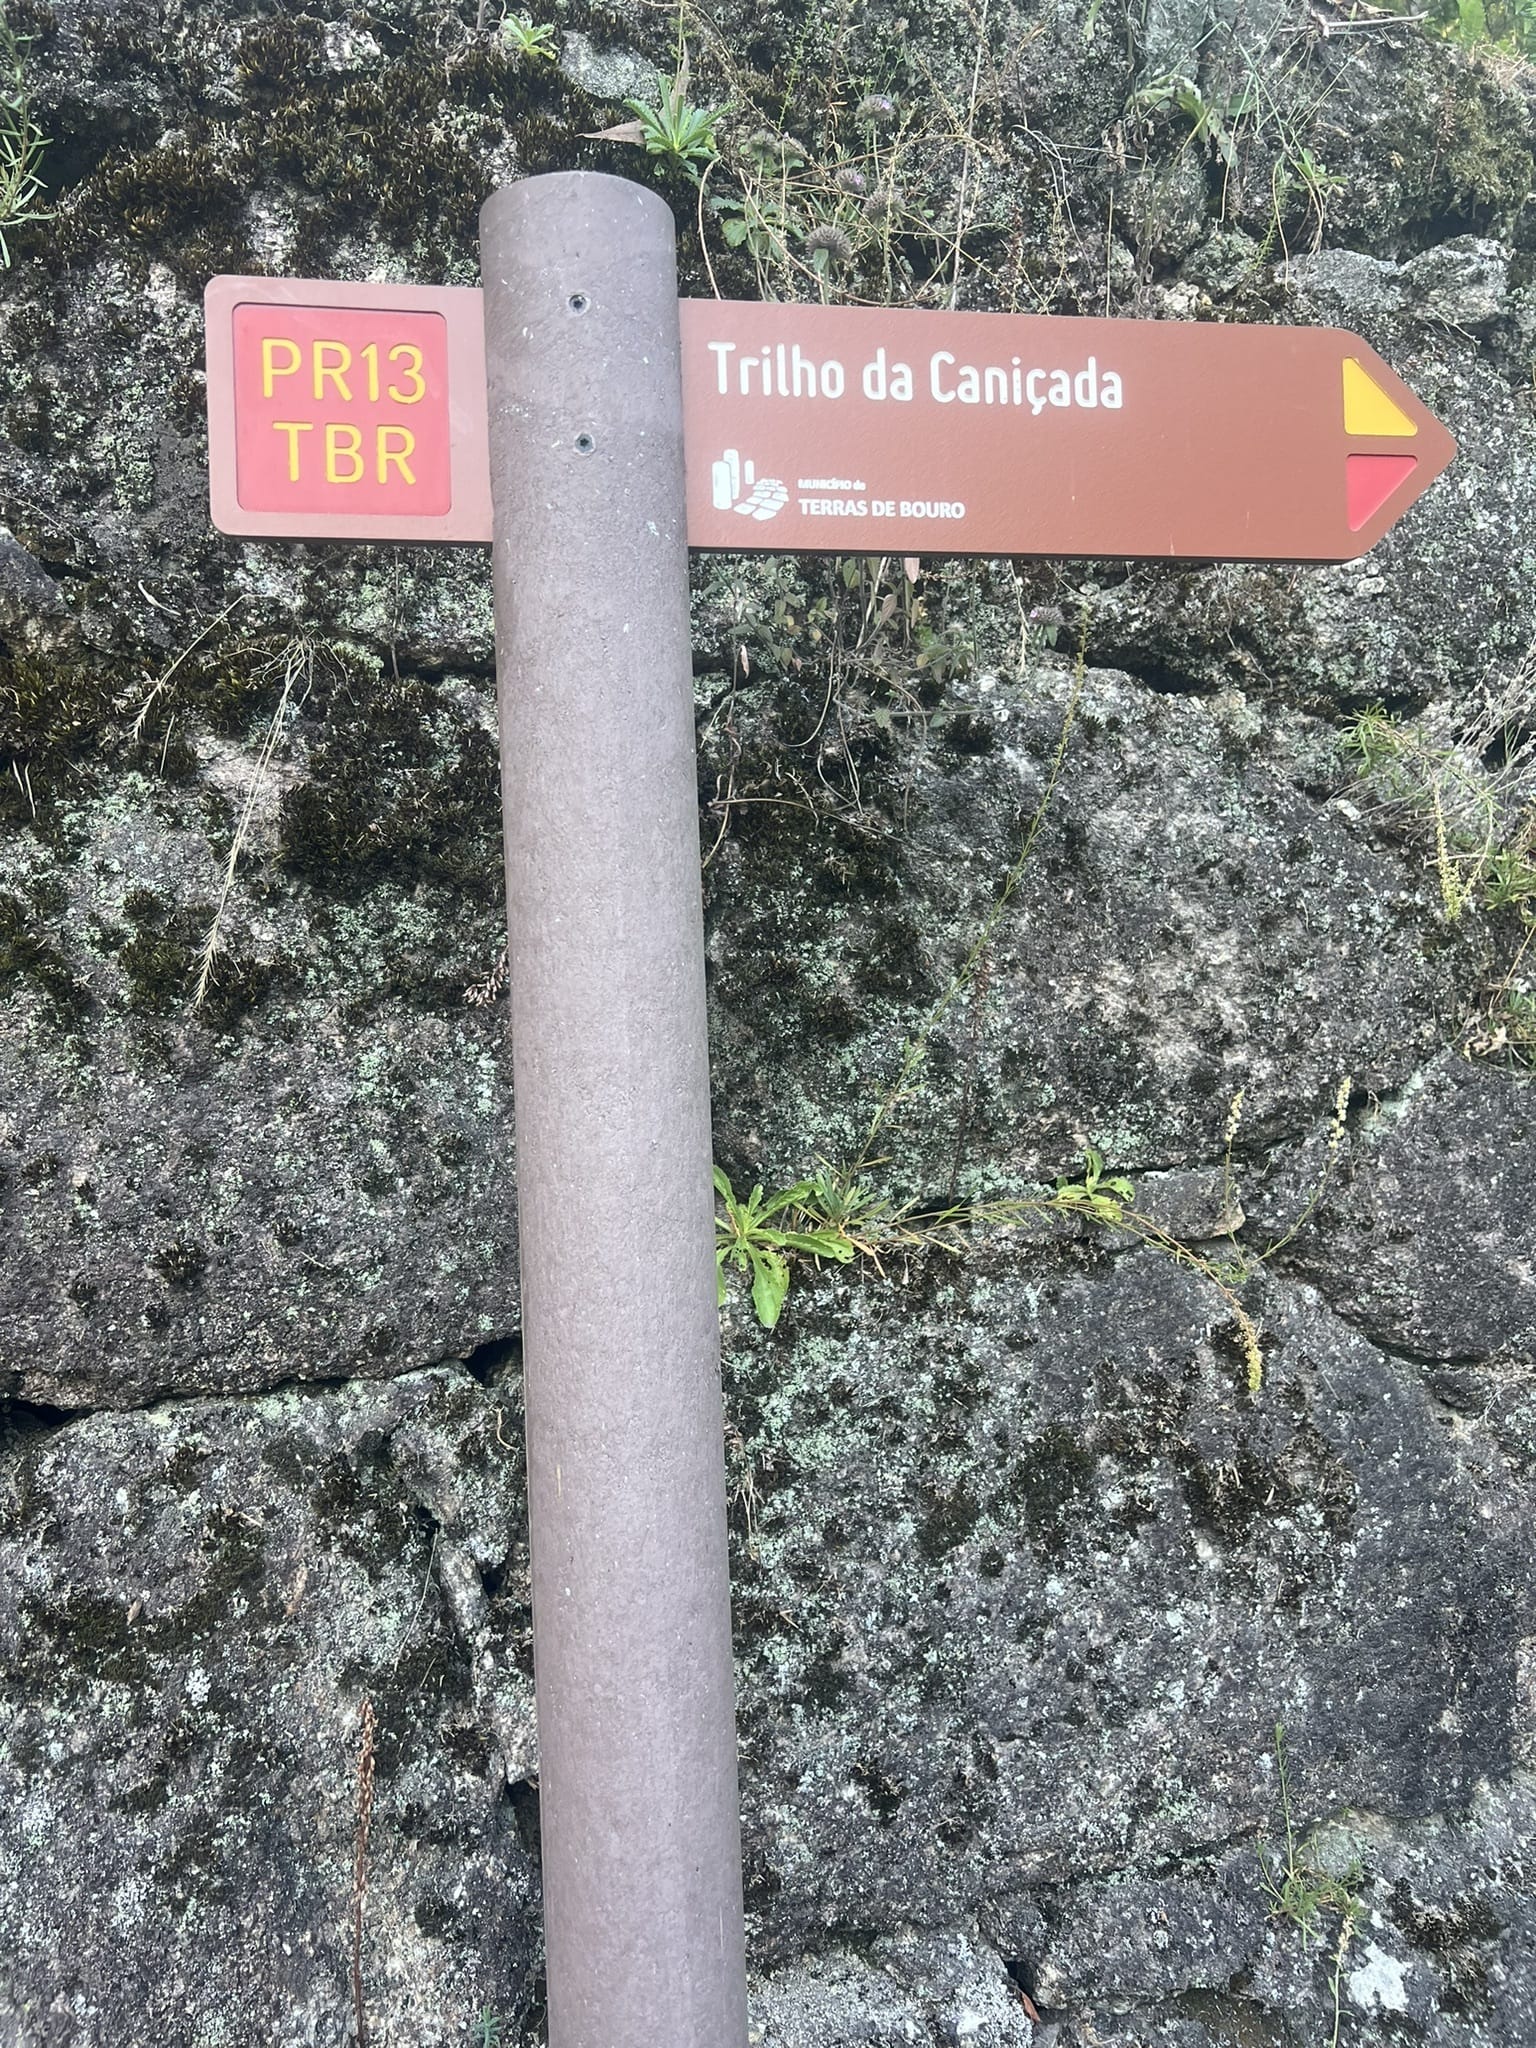 PR13
TBR
Trilho da Caniçada
MUNICÍPIO de
TERRAS DE BOURO